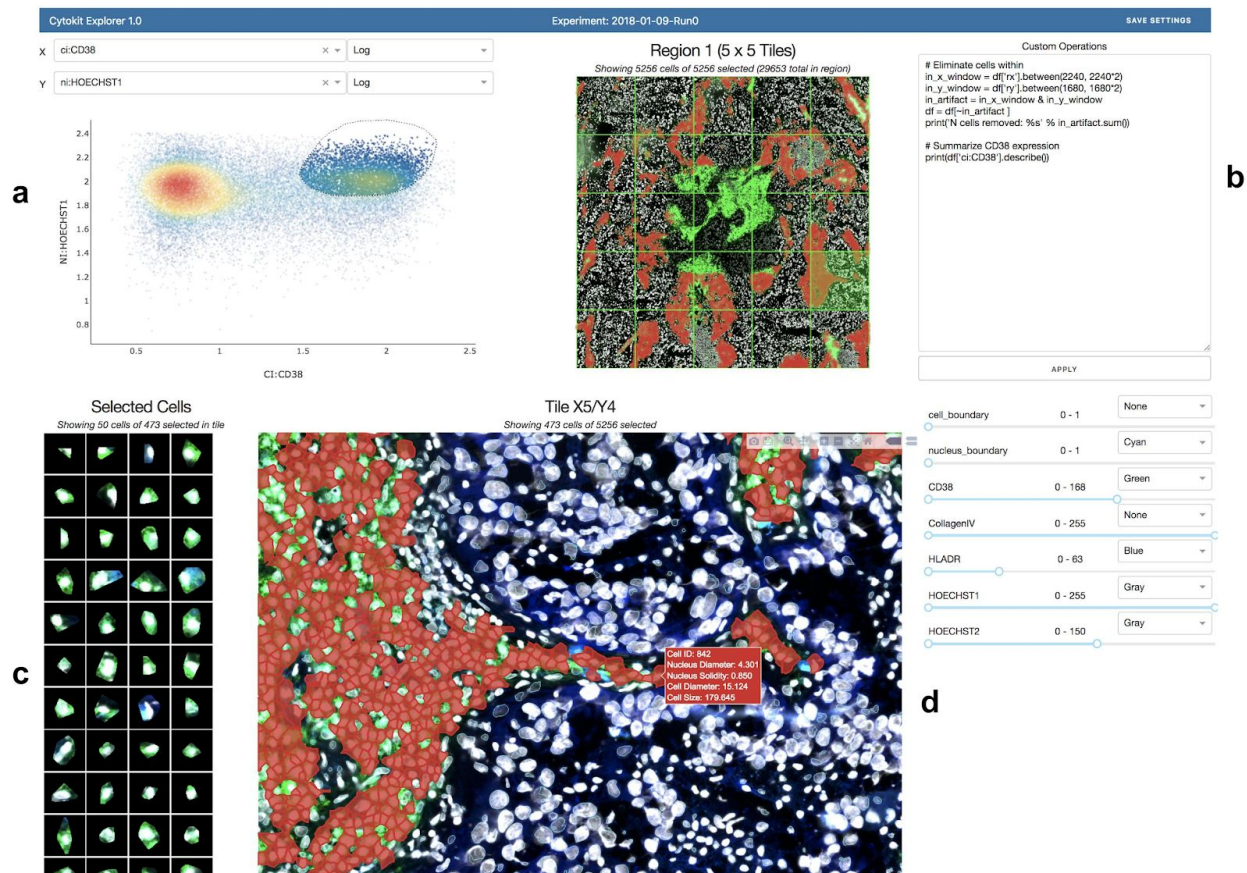 Cytokit Explorer 1.0
Experiment: 2018-01-09-Run0
SAVE SETTINGS
X ci:CD38 × Log
Y ni:HOECHST1 × Log
2.4
2.2
2
1.8
1.6
1.4
1.2
1
0.8
NI:HOECHST1
0.5 1 1.5 2 2.5
CI:CD38
a
Region 1 (5 x 5 Tiles)
Showing 5256 cells of 5256 selected (29653 total in region)
Custom Operations
# Eliminate cells within
in_x_window = df['rx'].between(2240, 2240*2)
in_y_window = df['ry'].between(1680, 1680*2)
in_artifact = in_x_window & in_y_window
df = df[~in_artifact ]
print('N cells removed: %s' % in_artifact.sum())
# Summarize CD38 expression
print(df['ci:CD38'].describe())
APPLY
b
Selected Cells
Showing 50 cells of 473 selected in tile
c
Tile X5/Y4
Showing 473 cells of 5256 selected
Cell ID: 842
Nucleus Diameter: 4.301
Nucleus Solidity: 0.850
Cell Diameter: 15.124
Cell Size: 179.645
cell_boundary 0 - 1 None
nucleus_boundary 0 - 1 Cyan
CD38 0 - 168 Green
CollagenIV 0 - 255 None
HLADR 0 - 63 Blue
HOECHST1 0 - 255 Gray
HOECHST2 0 - 150 Gray
d